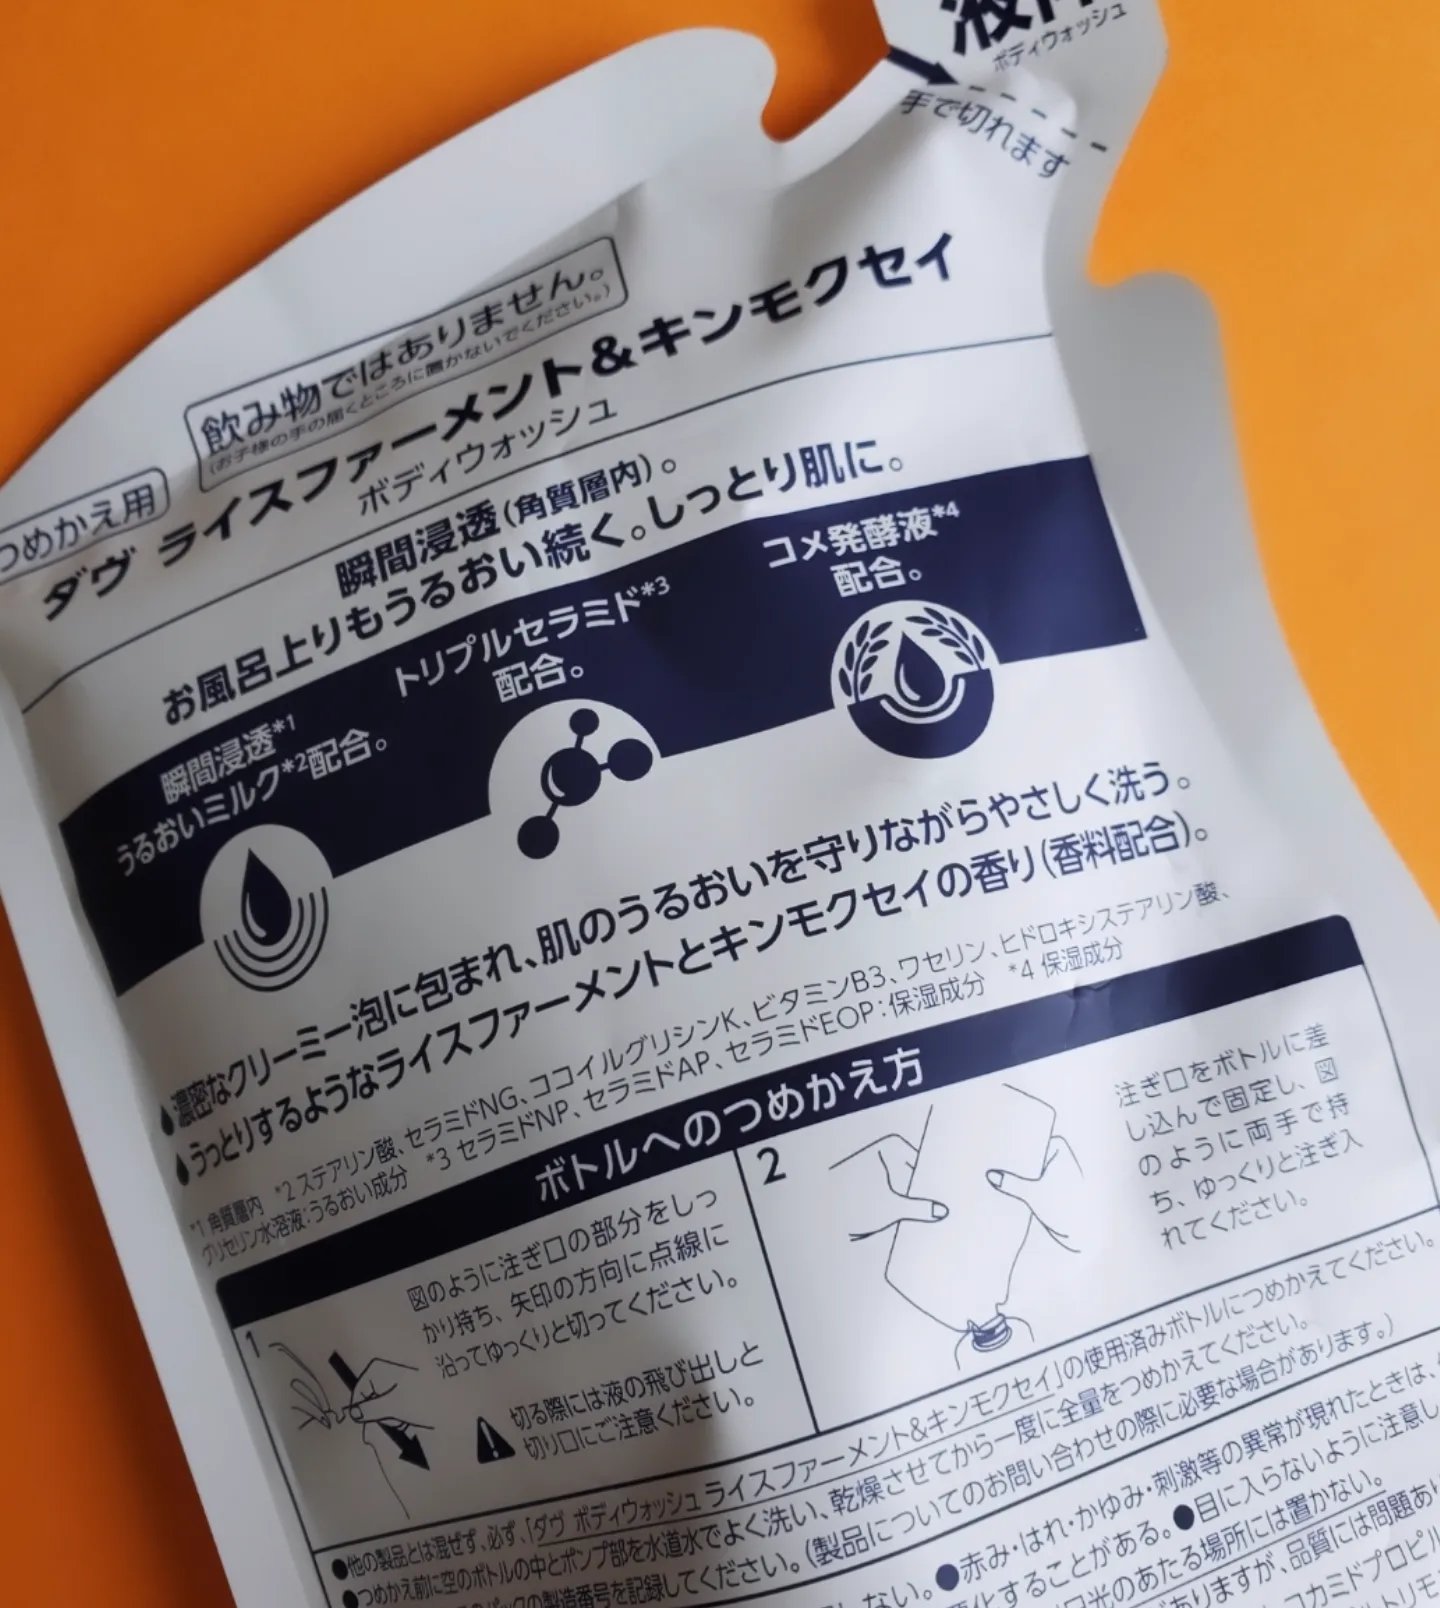 ボディウォッシュ
手で切れます
飲み物ではありません。
(お子様の手の届くところに置かないでください。)
つめかえ用
ダヴ ライスファーメント&キンモクセイ
ボディウォッシュ
瞬間浸透(角質層内)。
お風呂上りもうるおい続く。しっとり肌に。
瞬間浸透*1
うるおいミルク*2配合。
トリプルセラミド*3
配合。
コメ発酵液*4
配合。
濃密なクリーミー泡に包まれ、肌のうるおいを守りながらやさしく洗う。
うっとりするようなライスファーメントとキンモクセイの香り(香料配合)。
*1 角質層内 *2 ステアリン酸、セラミドNG、ココイルグリシンK、ビタミンB3、ワセリン、ヒドロキシステアリン酸、
グリセリン水溶液:うるおい成分 *3 セラミドNP、セラミドAP、セラミドEOP:保湿成分 *4 保湿成分
ボトルへのつめかえ方
1
図のように注ぎ口の部分をしっ
かり持ち、矢印の方向に点線に
沿ってゆっくりと切ってください。
切る際には液の飛び出しと
切り口にご注意ください。
2
注ぎ口をボトルに差
し込んで固定し、図
のように両手で持
ち、ゆっくりと注ぎ入
れてください。
●他の製品とは混ぜず、必ず、「ダヴ ボディウォッシュ ライスファーメント&キンモクセイ」の使用済みボトルにつめかえてください。
●つめかえ前に空のボトルの中とポンプ部を水道水でよく洗い、乾燥させてから一度に全量をつめかえてください。
パックの製造番号を記録してください。(製品についてのお問い合わせの際に必要な場合があります。)
しない。●赤み・はれ・かゆみ・刺激等の異常が現れたときは、
化することがある。●目に入らないように注意し
日光のあたる場所には置かない。
ありますが、品質には問題あり
コカミドプロピル